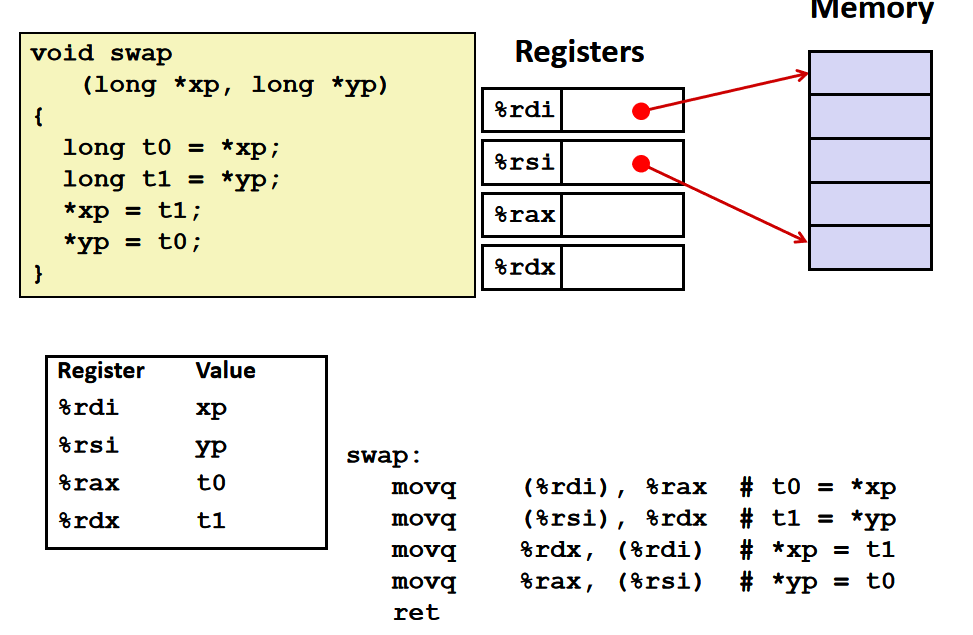 Memory
void swap
(long *xp, long *yp)
{
long t0 = *xp;
long t1 = *yp;
*xp = t1;
*yp = t0;
}
Registers
%rdi
%rsi
%rax
%rdx
Register Value
%rdi xp
%rsi yp
%rax t0
%rdx t1
swap:
movq (%rdi), %rax # t0 = *xp
movq (%rsi), %rdx # t1 = *yp
movq %rdx, (%rdi) # *xp = t1
movq %rax, (%rsi) # *yp = t0
ret